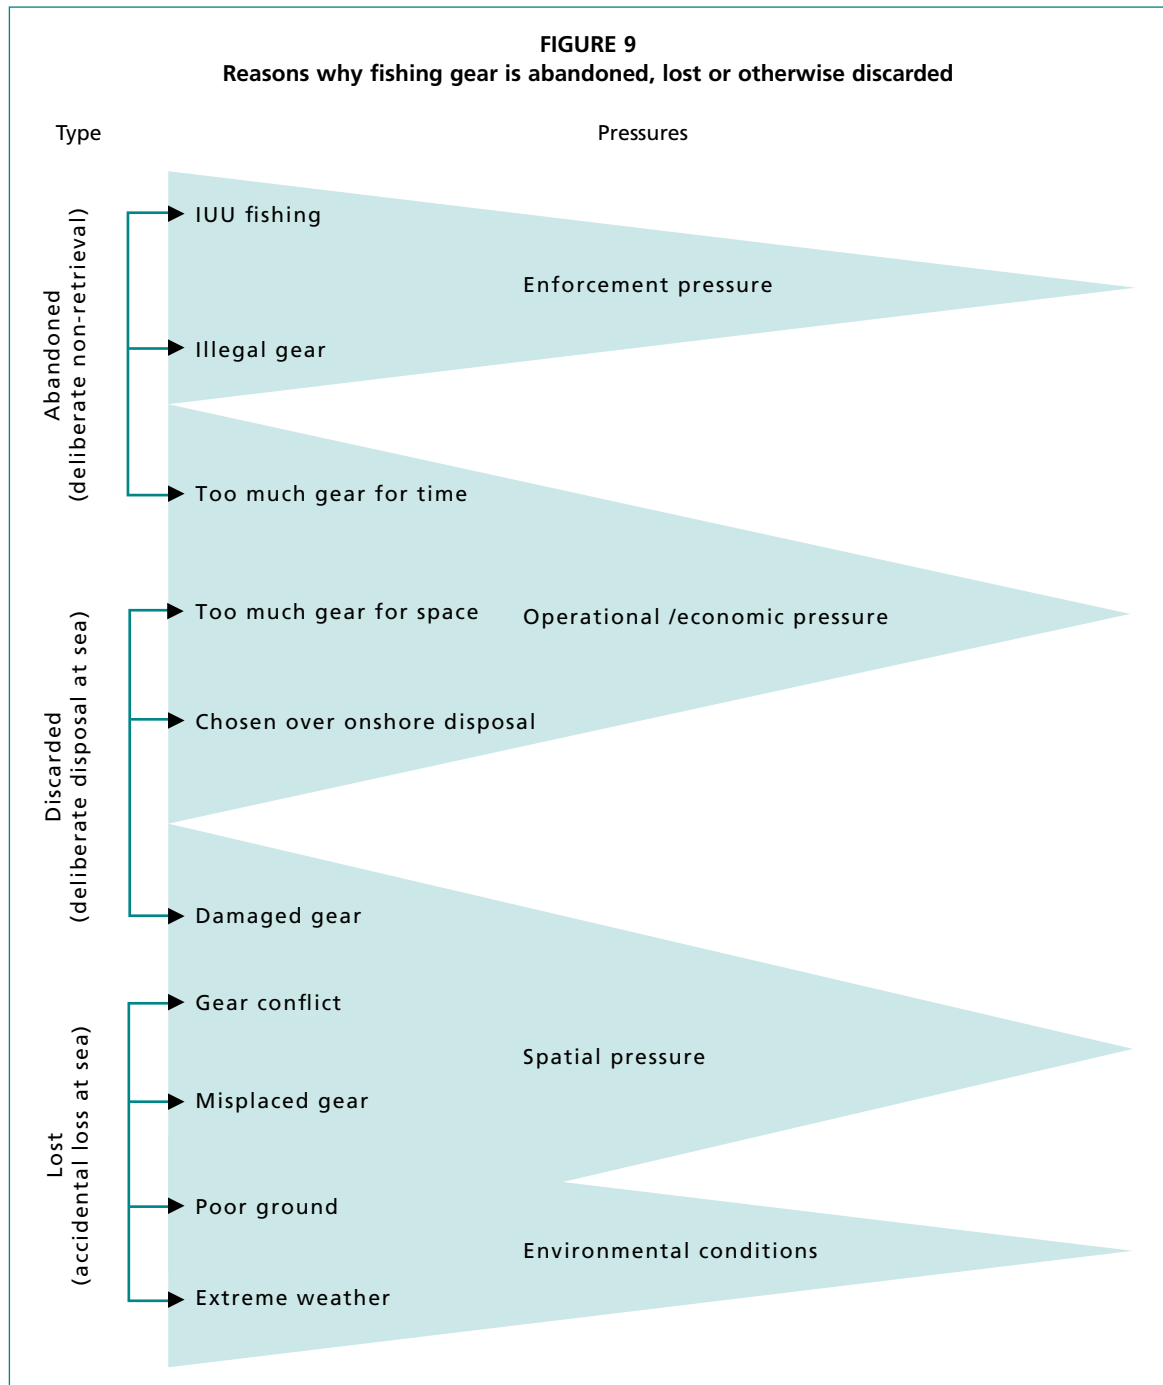 FIGURE 9
Reasons why fishing gear is abandoned, lost or otherwise discarded
Type
Pressures
Abandoned
(deliberate non-retrieval)
IUU fishing
Enforcement pressure
Illegal gear
Too much gear for time
Discarded
(deliberate disposal at sea)
Too much gear for space
Operational /economic pressure
Chosen over onshore disposal
Damaged gear
Lost
(accidental loss at sea)
Gear conflict
Spatial pressure
Misplaced gear
Poor ground
Environmental conditions
Extreme weather